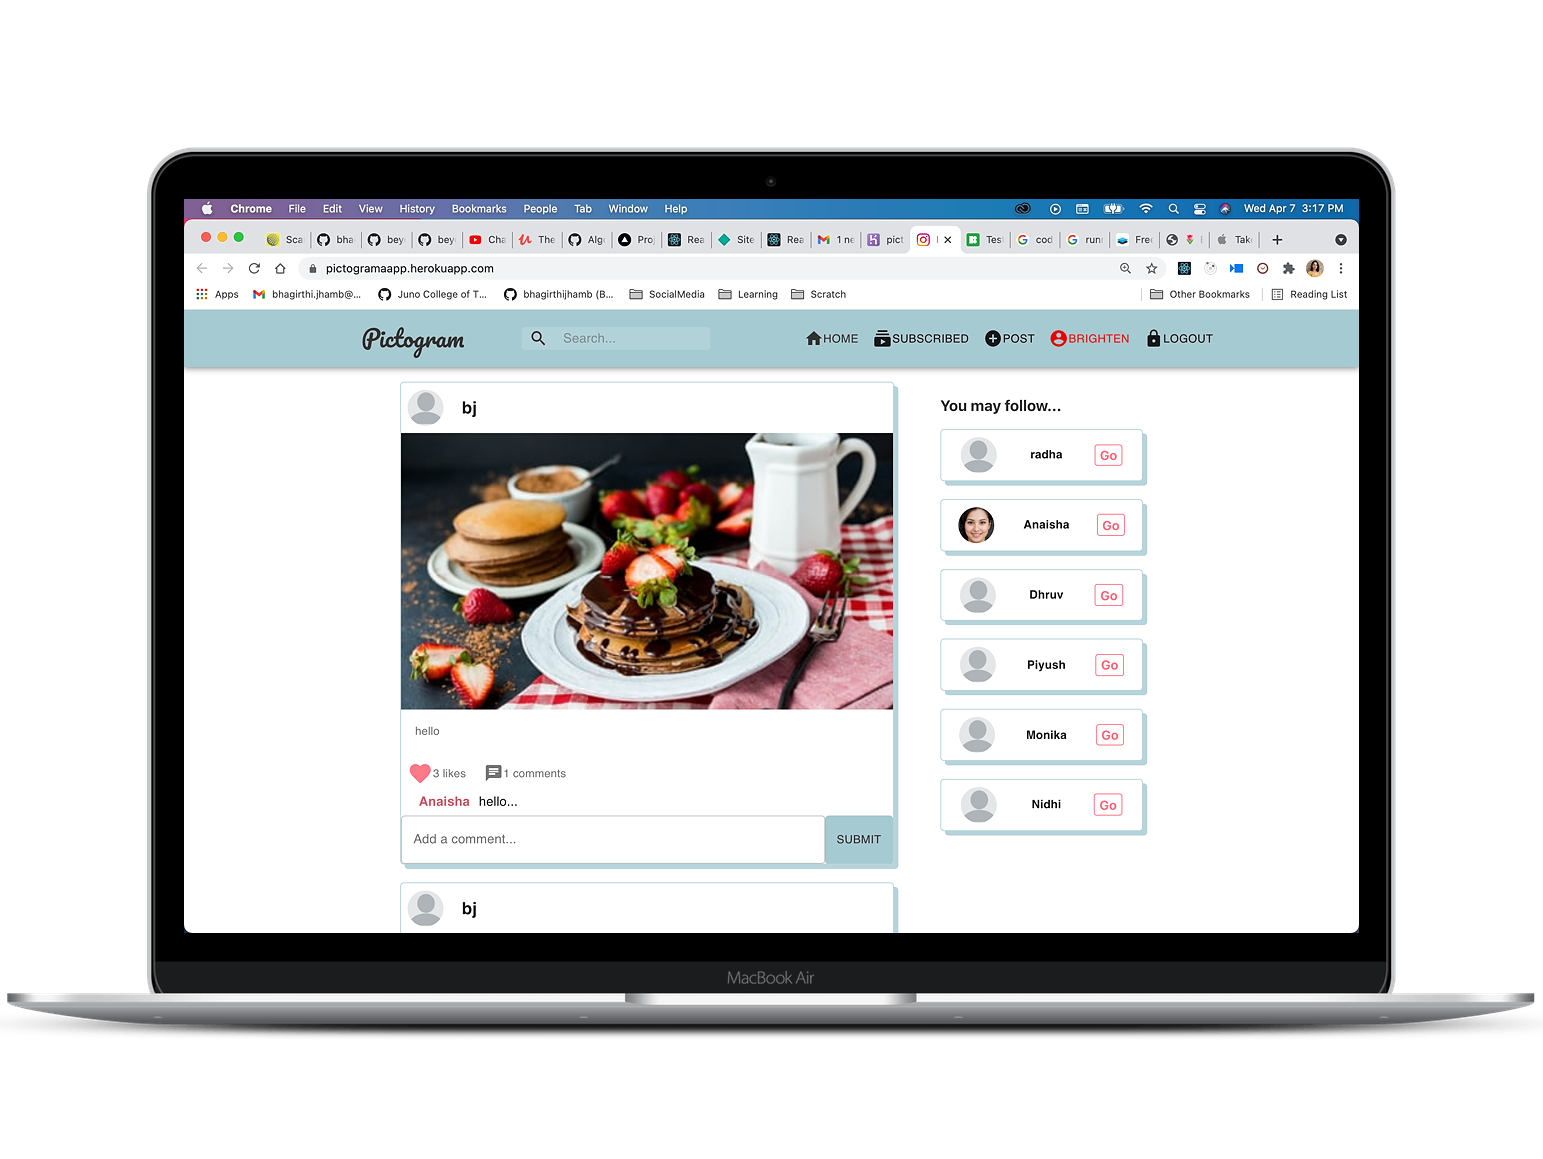 Chrome File Edit View History Bookmarks People Tab Window Help Wed Apr 7 3:17 PM
Sca bha bey bey Cha The Alg Proj Rea Site Rea 1 ne pict Test cod run Fre Tak
pictogramaapp.herokuapp.com
Apps bhagirthi.jhamb@... Juno College of T... bhagirthijhamb (B... SocialMedia Learning Scratch Other Bookmarks Reading List
Pictogram Search... HOME SUBSCRIBED POST BRIGHTEN LOGOUT
bj
hello
3 likes 1 comments
Anaisha hello...
Add a comment... SUBMIT
bj
You may follow...
radha Go
Anaisha Go
Dhruv Go
Piyush Go
Monika Go
Nidhi Go
MacBook Air